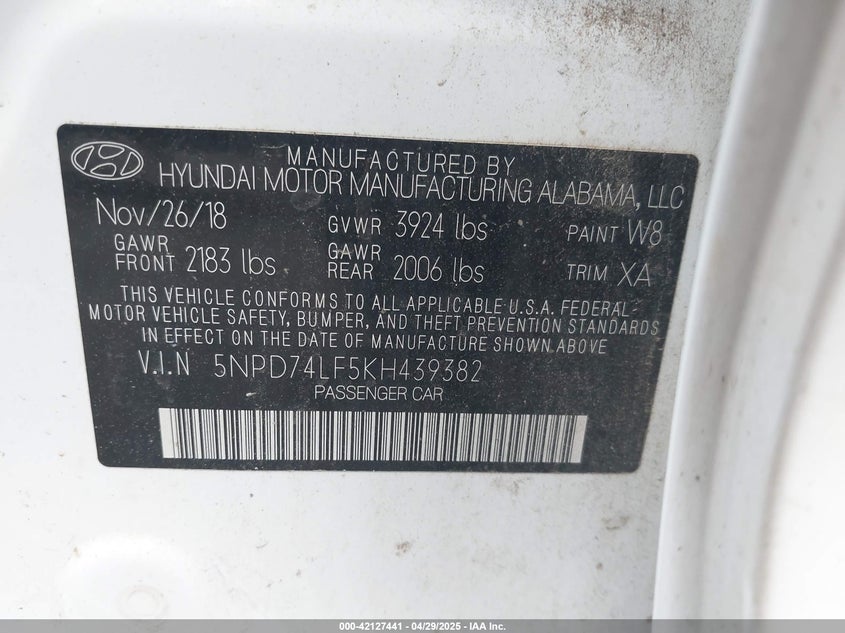 MANUFACTURED BY
HYUNDAI MOTOR MANUFACTURING ALABAMA, LLC
Nov/26/18 GVWR 3924 lbs PAINT W8
GAWR FRONT 2183 lbs GAWR REAR 2006 lbs TRIM XA
THIS VEHICLE CONFORMS TO ALL APPLICABLE U.S.A. FEDERAL
MOTOR VEHICLE SAFETY, BUMPER, AND THEFT PREVENTION STANDARDS
IN EFFECT ON THE DATE OF MANUFACTURE SHOWN ABOVE.
V.I.N 5NPD74LF5KH439382
PASSENGER CAR
000-42127441 - 04/29/2025 - IAA Inc.